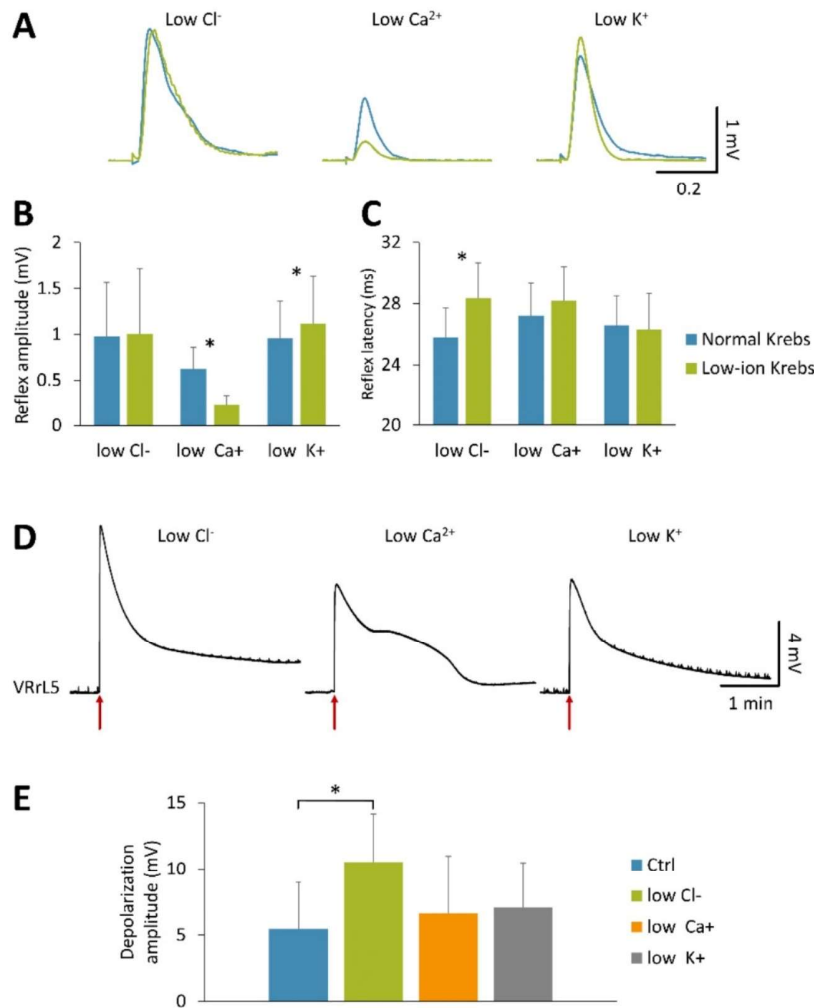 A
Low Cl⁻
Low Ca²⁺
Low K⁺
1 mV
0.2
B
Reflex amplitude (mV)
2
1.5
1
0.5
0
*
*
low Cl-
low Ca+
low K+
C
Reflex latency (ms)
32
28
24
20
*
low Cl-
low Ca+
low K+
Normal Krebs
Low-ion Krebs
D
Low Cl⁻
Low Ca²⁺
Low K⁺
VRrL5
4 mV
1 min
E
Depolarization
amplitude (mV)
15
10
5
0
*
Ctrl
low Cl-
low Ca+
low K+